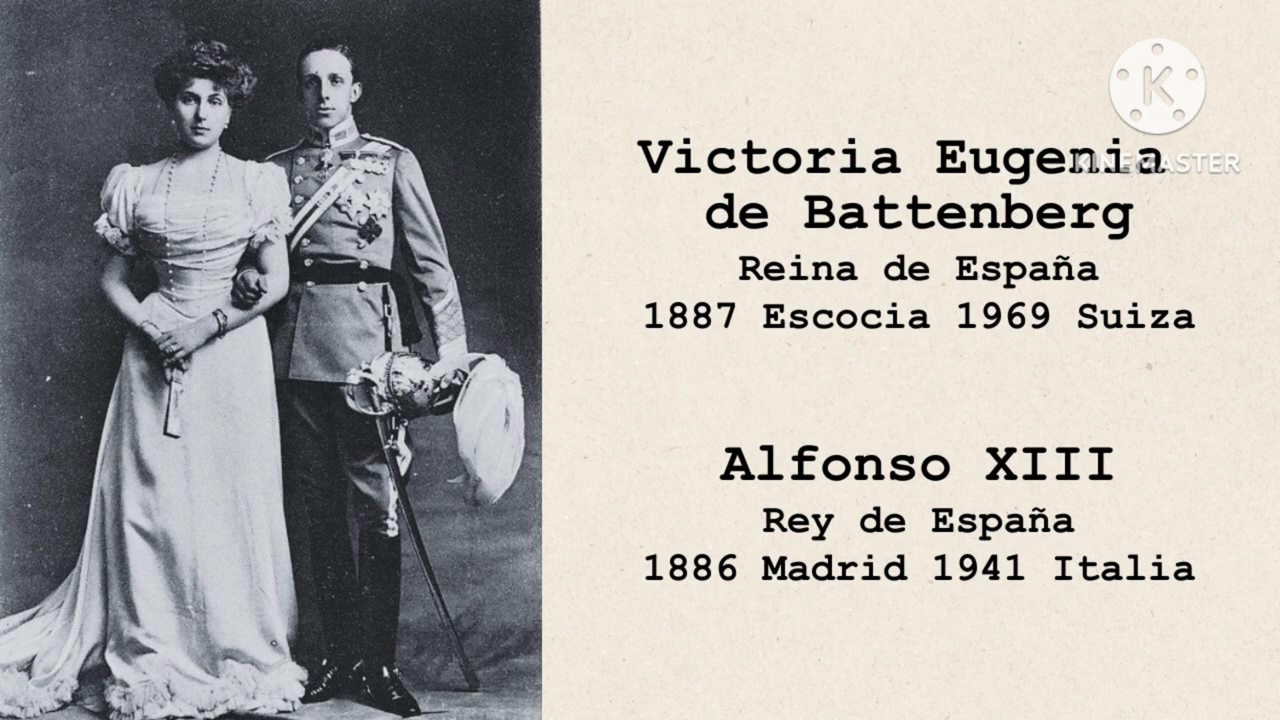 K
KINEMASTER
Victoria Eugenia
de Battenberg
Reina de España
1887 Escocia 1969 Suiza
Alfonso XIII
Rey de España
1886 Madrid 1941 Italia